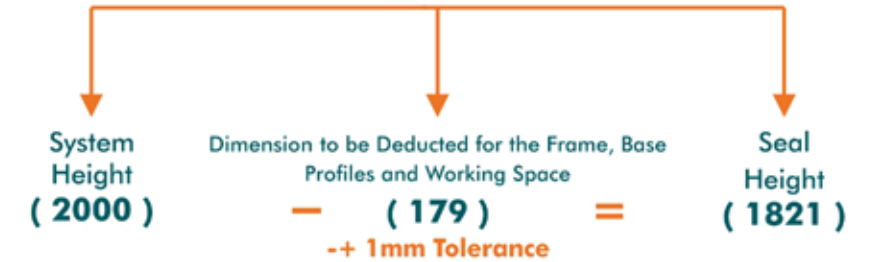 System
Height
( 2000 )
−
Dimension to be Deducted for the Frame, Base
Profiles and Working Space
( 179 )
-+ 1mm Tolerance
=
Seal
Height
( 1821 )